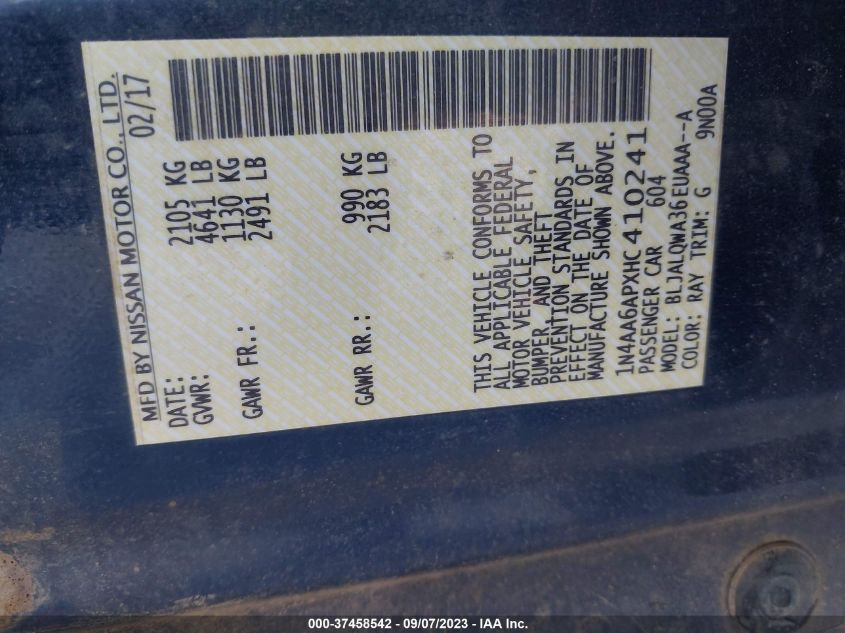 MFD BY NISSAN MOTOR CO., LTD.
DATE: 02/17
GVWR: 2105 KG
4641 LB
GAWR FR.: 1130 KG
2491 LB
GAWR RR.: 990 KG
2183 LB
THIS VEHICLE CONFORMS TO
ALL APPLICABLE FEDERAL
MOTOR VEHICLE SAFETY,
BUMPER, AND THEFT
PREVENTION STANDARDS IN
EFFECT ON THE DATE OF
MANUFACTURE SHOWN ABOVE.
1N4AA6APXHC410241
PASSENGER CAR 604
MODEL: BLJALQWA36EUAAA--A
COLOR: RAY TRIM: G 9N00A
000-37458542 - 09/07/2023 - IAA Inc.